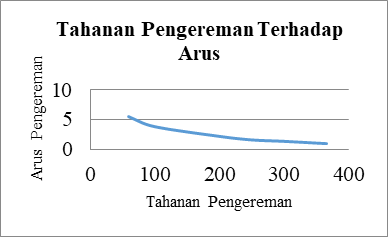 Tahanan Pengereman Terhadap
Arus
Arus Pengereman
10
5
0
0 100 200 300 400
Tahanan Pengereman